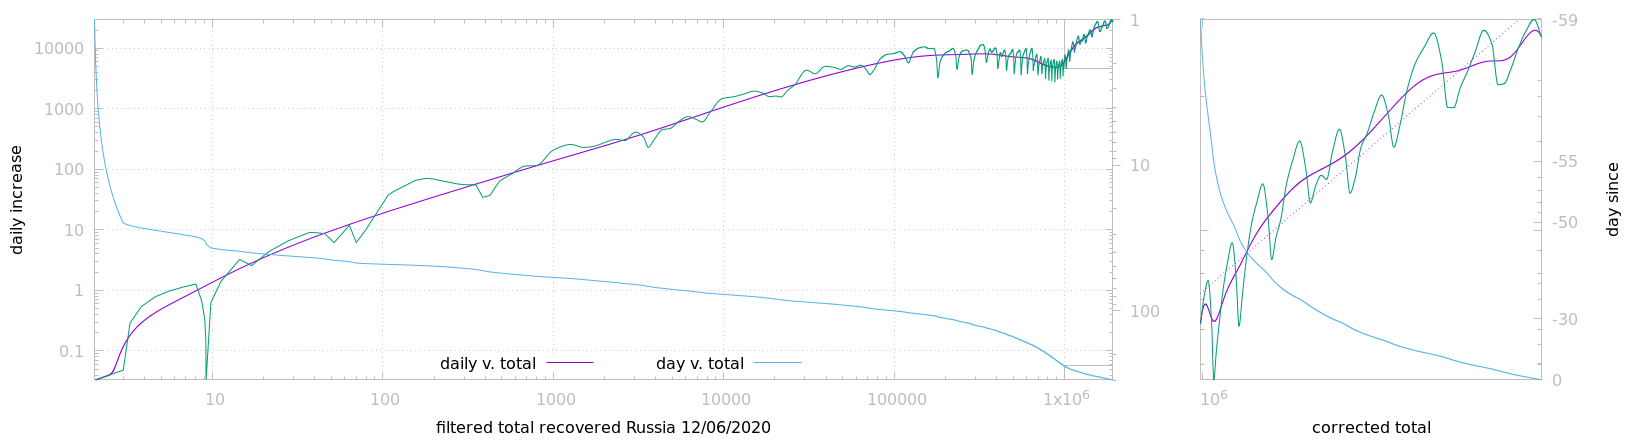 daily increase
10000
1000
100
10
1
0.1
10
100
1000
10000
100000
1x10^6
1
10
100
daily v. total
day v. total
filtered total recovered Russia 12/06/2020
10^6
-59
-55
-50
-30
0
day since
corrected total